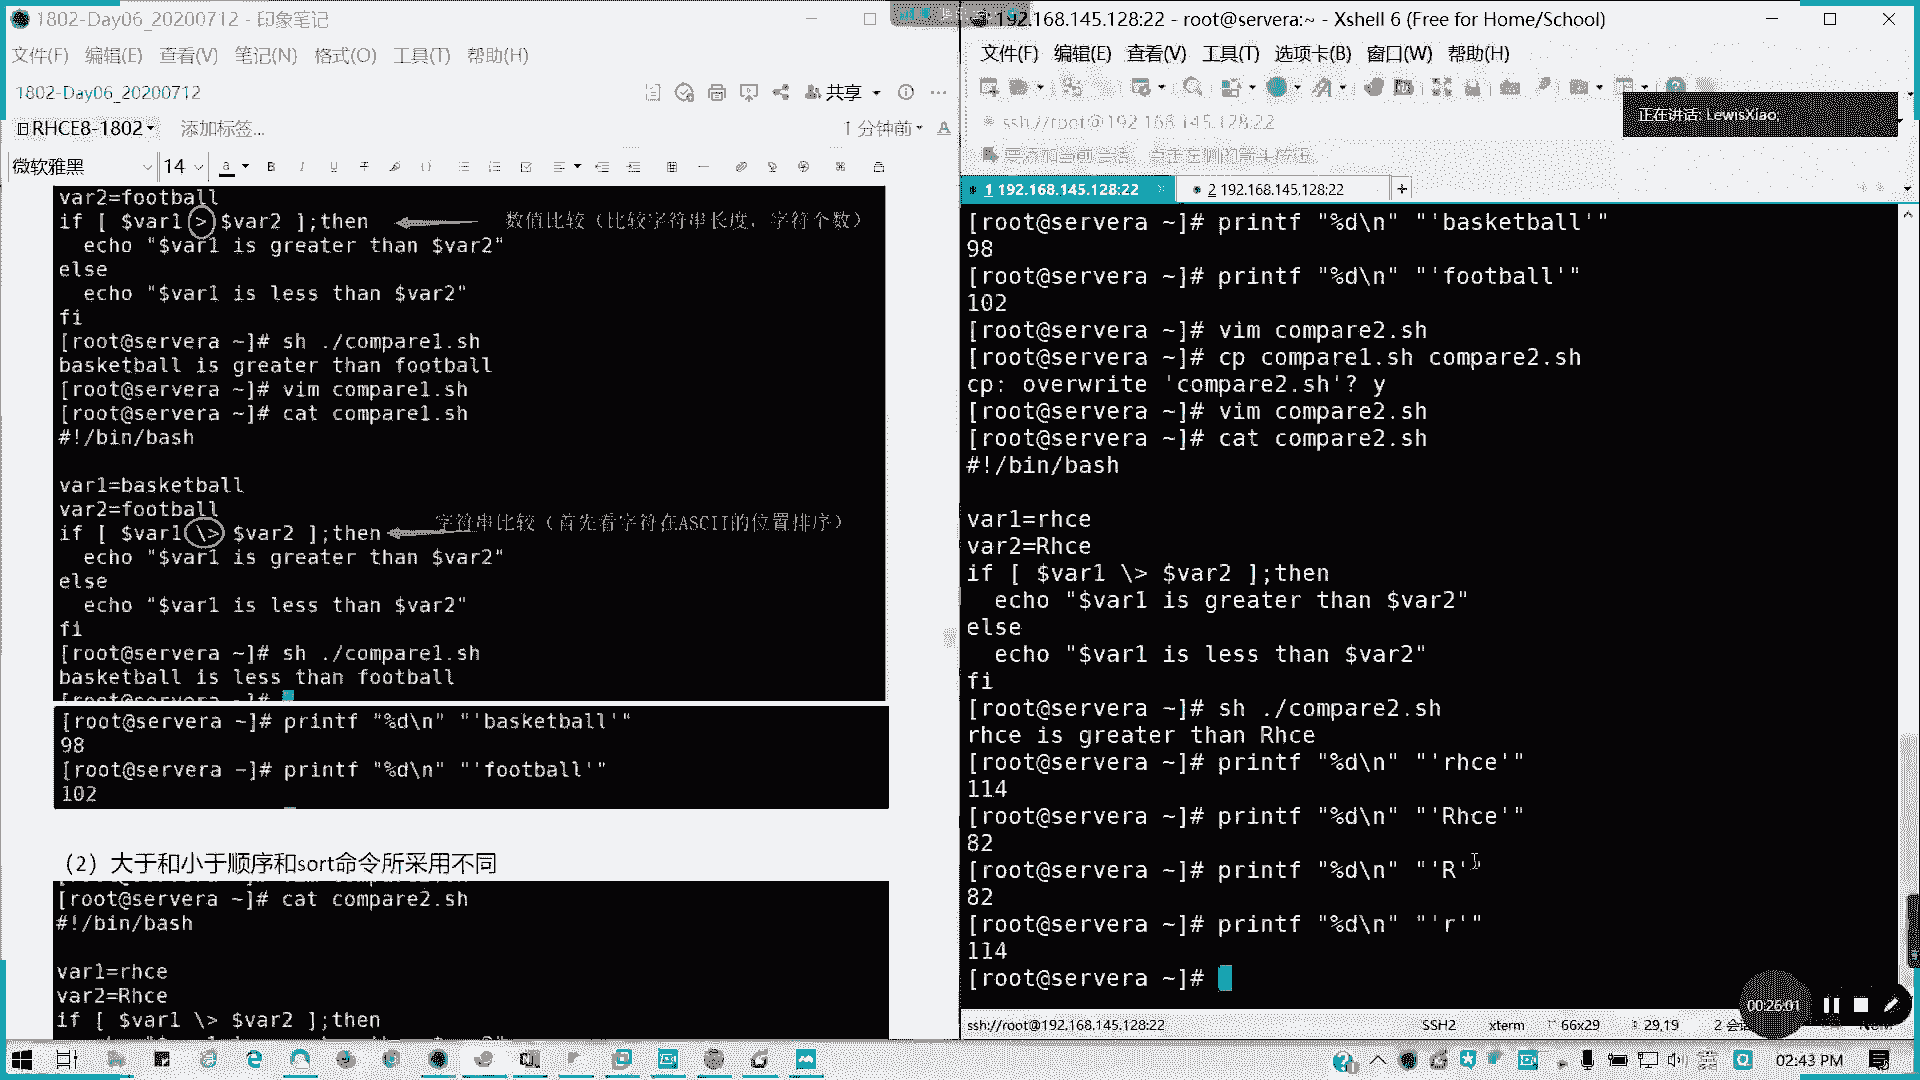 1802-Day06_20200712 - 印象笔记
文件(F) 编辑(E) 查看(V) 笔记(N) 格式(O) 工具(T) 帮助(H)
1802-Day06_20200712
共享
RHCE8-1802 添加标签...
1 分钟前
微软雅黑 14
var2=football
if [ $var1 > $var2 ];then 数值比较（比较字符串长度，字符个数）
  echo "$var1 is greater than $var2"
else
  echo "$var1 is less than $var2"
fi
[root@servera ~]# sh ./compare1.sh
basketball is greater than football
[root@servera ~]# vim compare1.sh
[root@servera ~]# cat compare1.sh
#!/bin/bash
var1=basketball
var2=football
if [ $var1 \> $var2 ];then 字符串比较（首先看字符在ASCII的位置排序）
  echo "$var1 is greater than $var2"
else
  echo "$var1 is less than $var2"
fi
[root@servera ~]# sh ./compare1.sh
basketball is less than football
[root@servera ~]#
[root@servera ~]# printf "%d\n" "'basketball'"
98
[root@servera ~]# printf "%d\n" "'football'"
102
（2）大于和小于顺序和sort命令所采用不同
[root@servera ~]# cat compare2.sh
#!/bin/bash
var1=rhce
var2=Rhce
if [ $var1 \> $var2 ];then
192.168.145.128:22 - root@servera:~ - Xshell 6 (Free for Home/School)
文件(F) 编辑(E) 查看(V) 工具(T) 选项卡(B) 窗口(W) 帮助(H)
ssh://root@192.168.145.128:22
正在讲话: LewisXiao;
1 192.168.145.128:22 2 192.168.145.128:22
[root@servera ~]# printf "%d\n" "'basketball'"
98
[root@servera ~]# printf "%d\n" "'football'"
102
[root@servera ~]# vim compare2.sh
[root@servera ~]# cp compare1.sh compare2.sh
cp: overwrite 'compare2.sh'? y
[root@servera ~]# vim compare2.sh
[root@servera ~]# cat compare2.sh
#!/bin/bash
var1=rhce
var2=Rhce
if [ $var1 \> $var2 ];then
  echo "$var1 is greater than $var2"
else
  echo "$var1 is less than $var2"
fi
[root@servera ~]# sh ./compare2.sh
rhce is greater than Rhce
[root@servera ~]# printf "%d\n" "'rhce'"
114
[root@servera ~]# printf "%d\n" "'Rhce'"
82
[root@servera ~]# printf "%d\n" "'R'"
82
[root@servera ~]# printf "%d\n" "'r'"
114
[root@servera ~]#
00:26:01
ssh://root@192.168.145.128:22 SSH2 xterm 66x29 29,19
02:43 PM